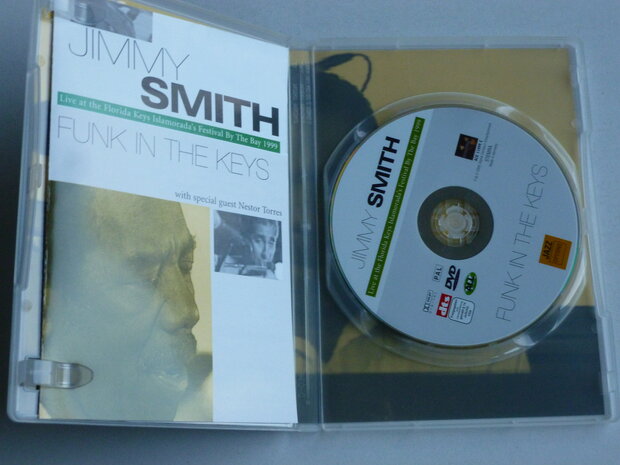 JIMMY
SMITH
Live at the Florida Keys Islamorada's Festival By The Bay 1999
FUNK IN THE KEYS
with special guest Nestor Torres
JIMMY SMITH
Live at the Florida Keys Islamorada's Festival By The Bay 1999
FUNK IN THE KEYS
JAZZ
PAL
DVD
dts